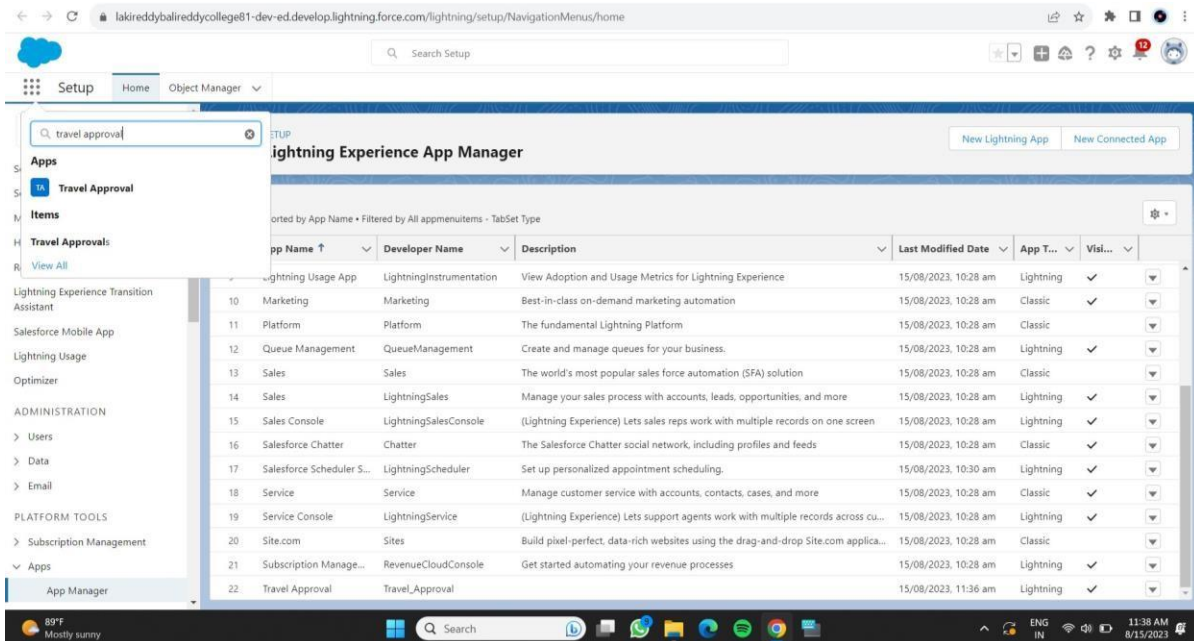 lakireddybalireddycollege81-dev-ed.develop.lightning.force.com/lightning/setup/NavigationMenus/home
Search Setup
12
Setup Home Object Manager
travel approval
Apps
TA Travel Approval
Items
Travel Approvals
View All
SETUP
Lightning Experience App Manager
New Lightning App New Connected App
orted by App Name • Filtered by All appmenuitems - TabSet Type
pp Name ↑ Developer Name Description Last Modified Date App T... Visi...
Lightning Usage App LightningInstrumentation View Adoption and Usage Metrics for Lightning Experience 15/08/2023, 10:28 am Lightning
10 Marketing Marketing Best-in-class on-demand marketing automation 15/08/2023, 10:28 am Classic
11 Platform Platform The fundamental Lightning Platform 15/08/2023, 10:28 am Classic
12 Queue Management QueueManagement Create and manage queues for your business. 15/08/2023, 10:28 am Lightning
13 Sales Sales The world's most popular sales force automation (SFA) solution 15/08/2023, 10:28 am Classic
14 Sales LightningSales Manage your sales process with accounts, leads, opportunities, and more 15/08/2023, 10:28 am Lightning
15 Sales Console LightningSalesConsole (Lightning Experience) Lets sales reps work with multiple records on one screen 15/08/2023, 10:28 am Lightning
16 Salesforce Chatter Chatter The Salesforce Chatter social network, including profiles and feeds 15/08/2023, 10:28 am Classic
17 Salesforce Scheduler S... LightningScheduler Set up personalized appointment scheduling. 15/08/2023, 10:30 am Lightning
18 Service Service Manage customer service with accounts, contacts, cases, and more 15/08/2023, 10:28 am Classic
19 Service Console LightningService (Lightning Experience) Lets support agents work with multiple records across cu... 15/08/2023, 10:28 am Lightning
20 Site.com Sites Build pixel-perfect, data-rich websites using the drag-and-drop Site.com applica... 15/08/2023, 10:28 am Classic
21 Subscription Manage... RevenueCloudConsole Get started automating your revenue processes 15/08/2023, 10:28 am Lightning
22 Travel Approval Travel_Approval 15/08/2023, 11:36 am Lightning
Lightning Experience Transition
Assistant
Salesforce Mobile App
Lightning Usage
Optimizer
ADMINISTRATION
Users
Data
Email
PLATFORM TOOLS
Subscription Management
Apps
App Manager
89°F
Mostly sunny
Search
ENG
IN
11:38 AM
8/15/2023